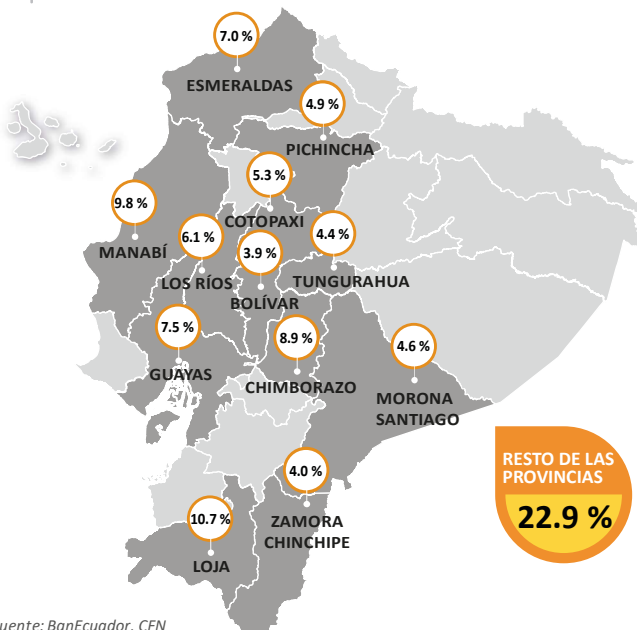 7.0 %
ESMERALDAS
4.9 %
PICHINCHA
5.3 %
COTOPAXI
9.8 %
MANABÍ
6.1 %
LOS RÍOS
3.9 %
BOLÍVAR
4.4 %
TUNGURAHUA
7.5 %
GUAYAS
8.9 %
CHIMBORAZO
4.6 %
MORONA
SANTIAGO
RESTO DE LAS
PROVINCIAS
22.9 %
4.0 %
ZAMORA
CHINCHIPE
10.7 %
LOJA
uente: BanEcuador, CFN